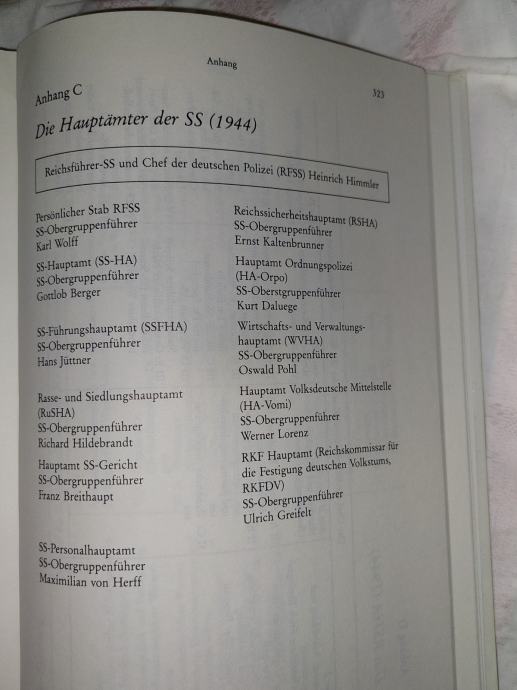 Anhang
323
Anhang C
Die Hauptämter der SS (1944)
Reichsführer-SS und Chef der deutschen Polizei (RFSS) Heinrich Himmler
Persönlicher Stab RFSS
SS-Obergruppenführer
Karl Wolff
SS-Hauptamt (SS-HA)
SS-Obergruppenführer
Gottlob Berger
SS-Führungshauptamt (SSFHA)
SS-Obergruppenführer
Hans Jüttner
Rasse- und Siedlungshauptamt
(RuSHA)
SS-Obergruppenführer
Richard Hildebrandt
Hauptamt SS-Gericht
SS-Obergruppenführer
Franz Breithaupt
SS-Personalhauptamt
SS-Obergruppenführer
Maximilian von Herff
Reichssicherheitshauptamt (RSHA)
SS-Obergruppenführer
Ernst Kaltenbrunner
Hauptamt Ordnungspolizei
(HA-Orpo)
SS-Oberstgruppenführer
Kurt Daluege
Wirtschafts- und Verwaltungs-
hauptamt (WVHA)
SS-Obergruppenführer
Oswald Pohl
Hauptamt Volksdeutsche Mittelstelle
(HA-Vomi)
SS-Obergruppenführer
Werner Lorenz
RKF Hauptamt (Reichskommissar für
die Festigung deutschen Volkstums,
RKFDV)
SS-Obergruppenführer
Ulrich Greifelt